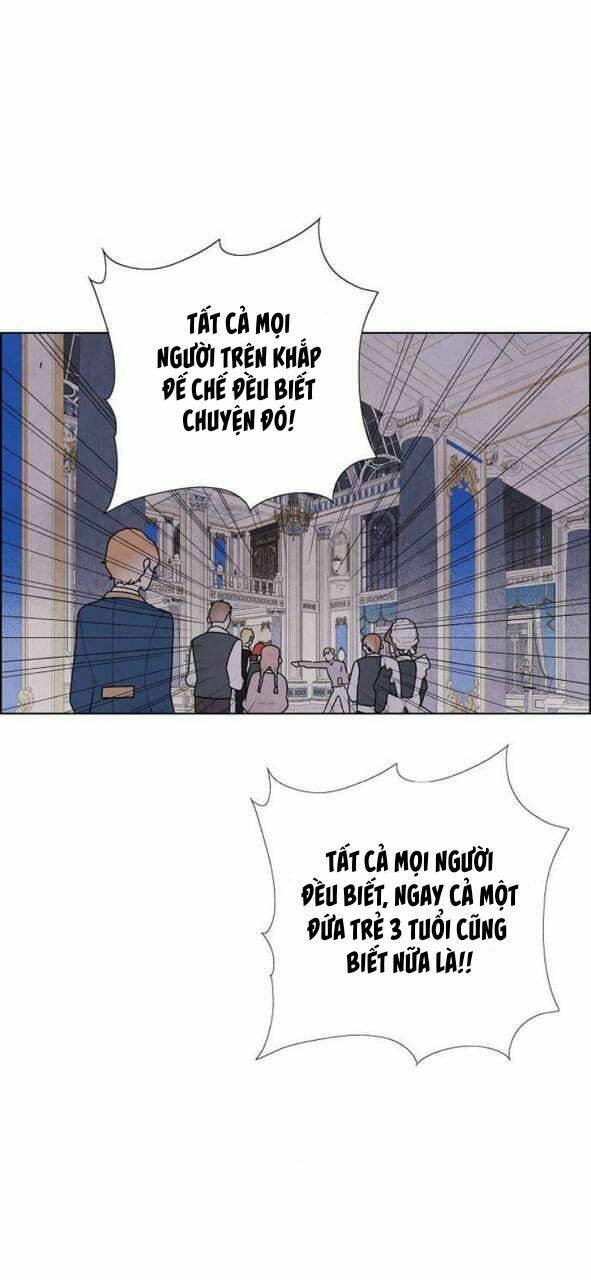 TẤT CẢ MỌI
NGƯỜI TRÊN KHẮP
ĐẾ CHẾ ĐỀU BIẾT
CHUYỆN ĐÓ!
TẤT CẢ MỌI NGƯỜI
ĐỀU BIẾT, NGAY CẢ MỘT
ĐỨA TRẺ 3 TUỔI CŨNG
BIẾT NỮA LÀ!!